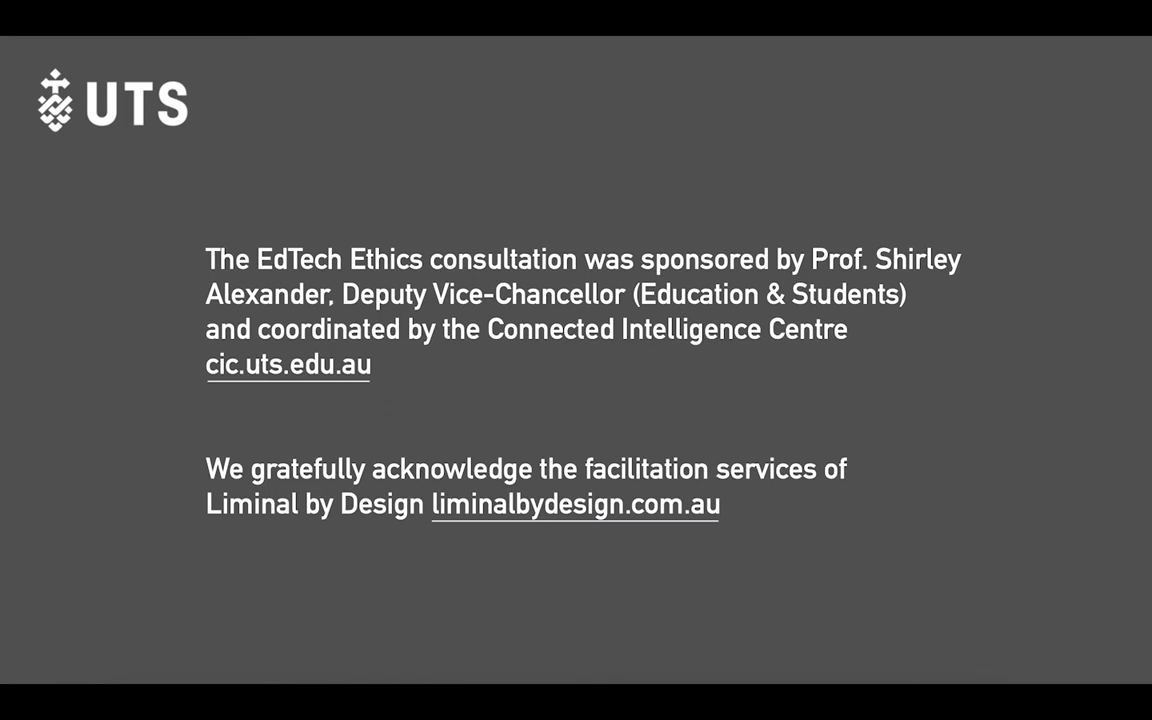 UTS
The EdTech Ethics consultation was sponsored by Prof. Shirley
Alexander, Deputy Vice-Chancellor (Education & Students)
and coordinated by the Connected Intelligence Centre
cic.uts.edu.au
We gratefully acknowledge the facilitation services of
Liminal by Design liminalbydesign.com.au